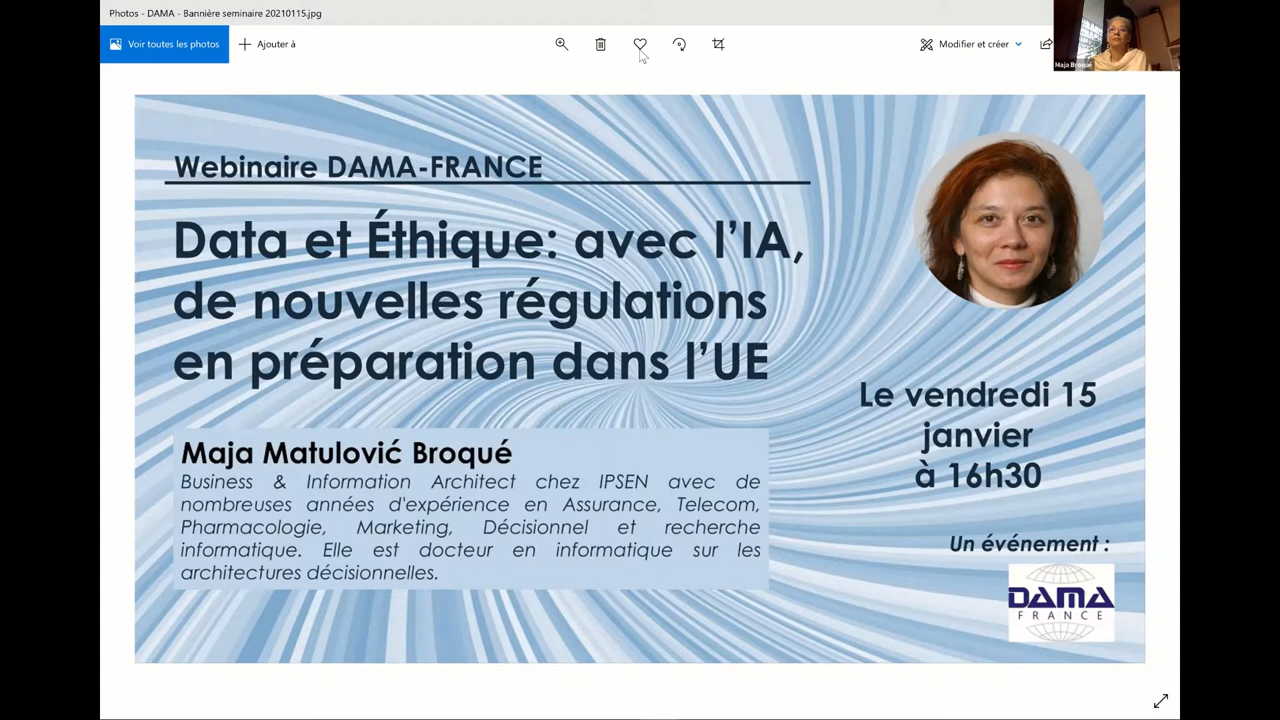 Photos - DAMA - Bannière seminaire 20210115.jpg
Voir toutes les photos
Ajouter à
Modifier et créer
Maja Broqué
Webinaire DAMA-FRANCE
Data et Éthique: avec l'IA,
de nouvelles régulations
en préparation dans l'UE
Maja Matulović Broqué
Business & Information Architect chez IPSEN avec de
nombreuses années d'expérience en Assurance, Telecom,
Pharmacologie, Marketing, Décisionnel et recherche
informatique. Elle est docteur en informatique sur les
architectures décisionnelles.
Le vendredi 15
janvier
à 16h30
Un événement :
DAMA
FRANCE